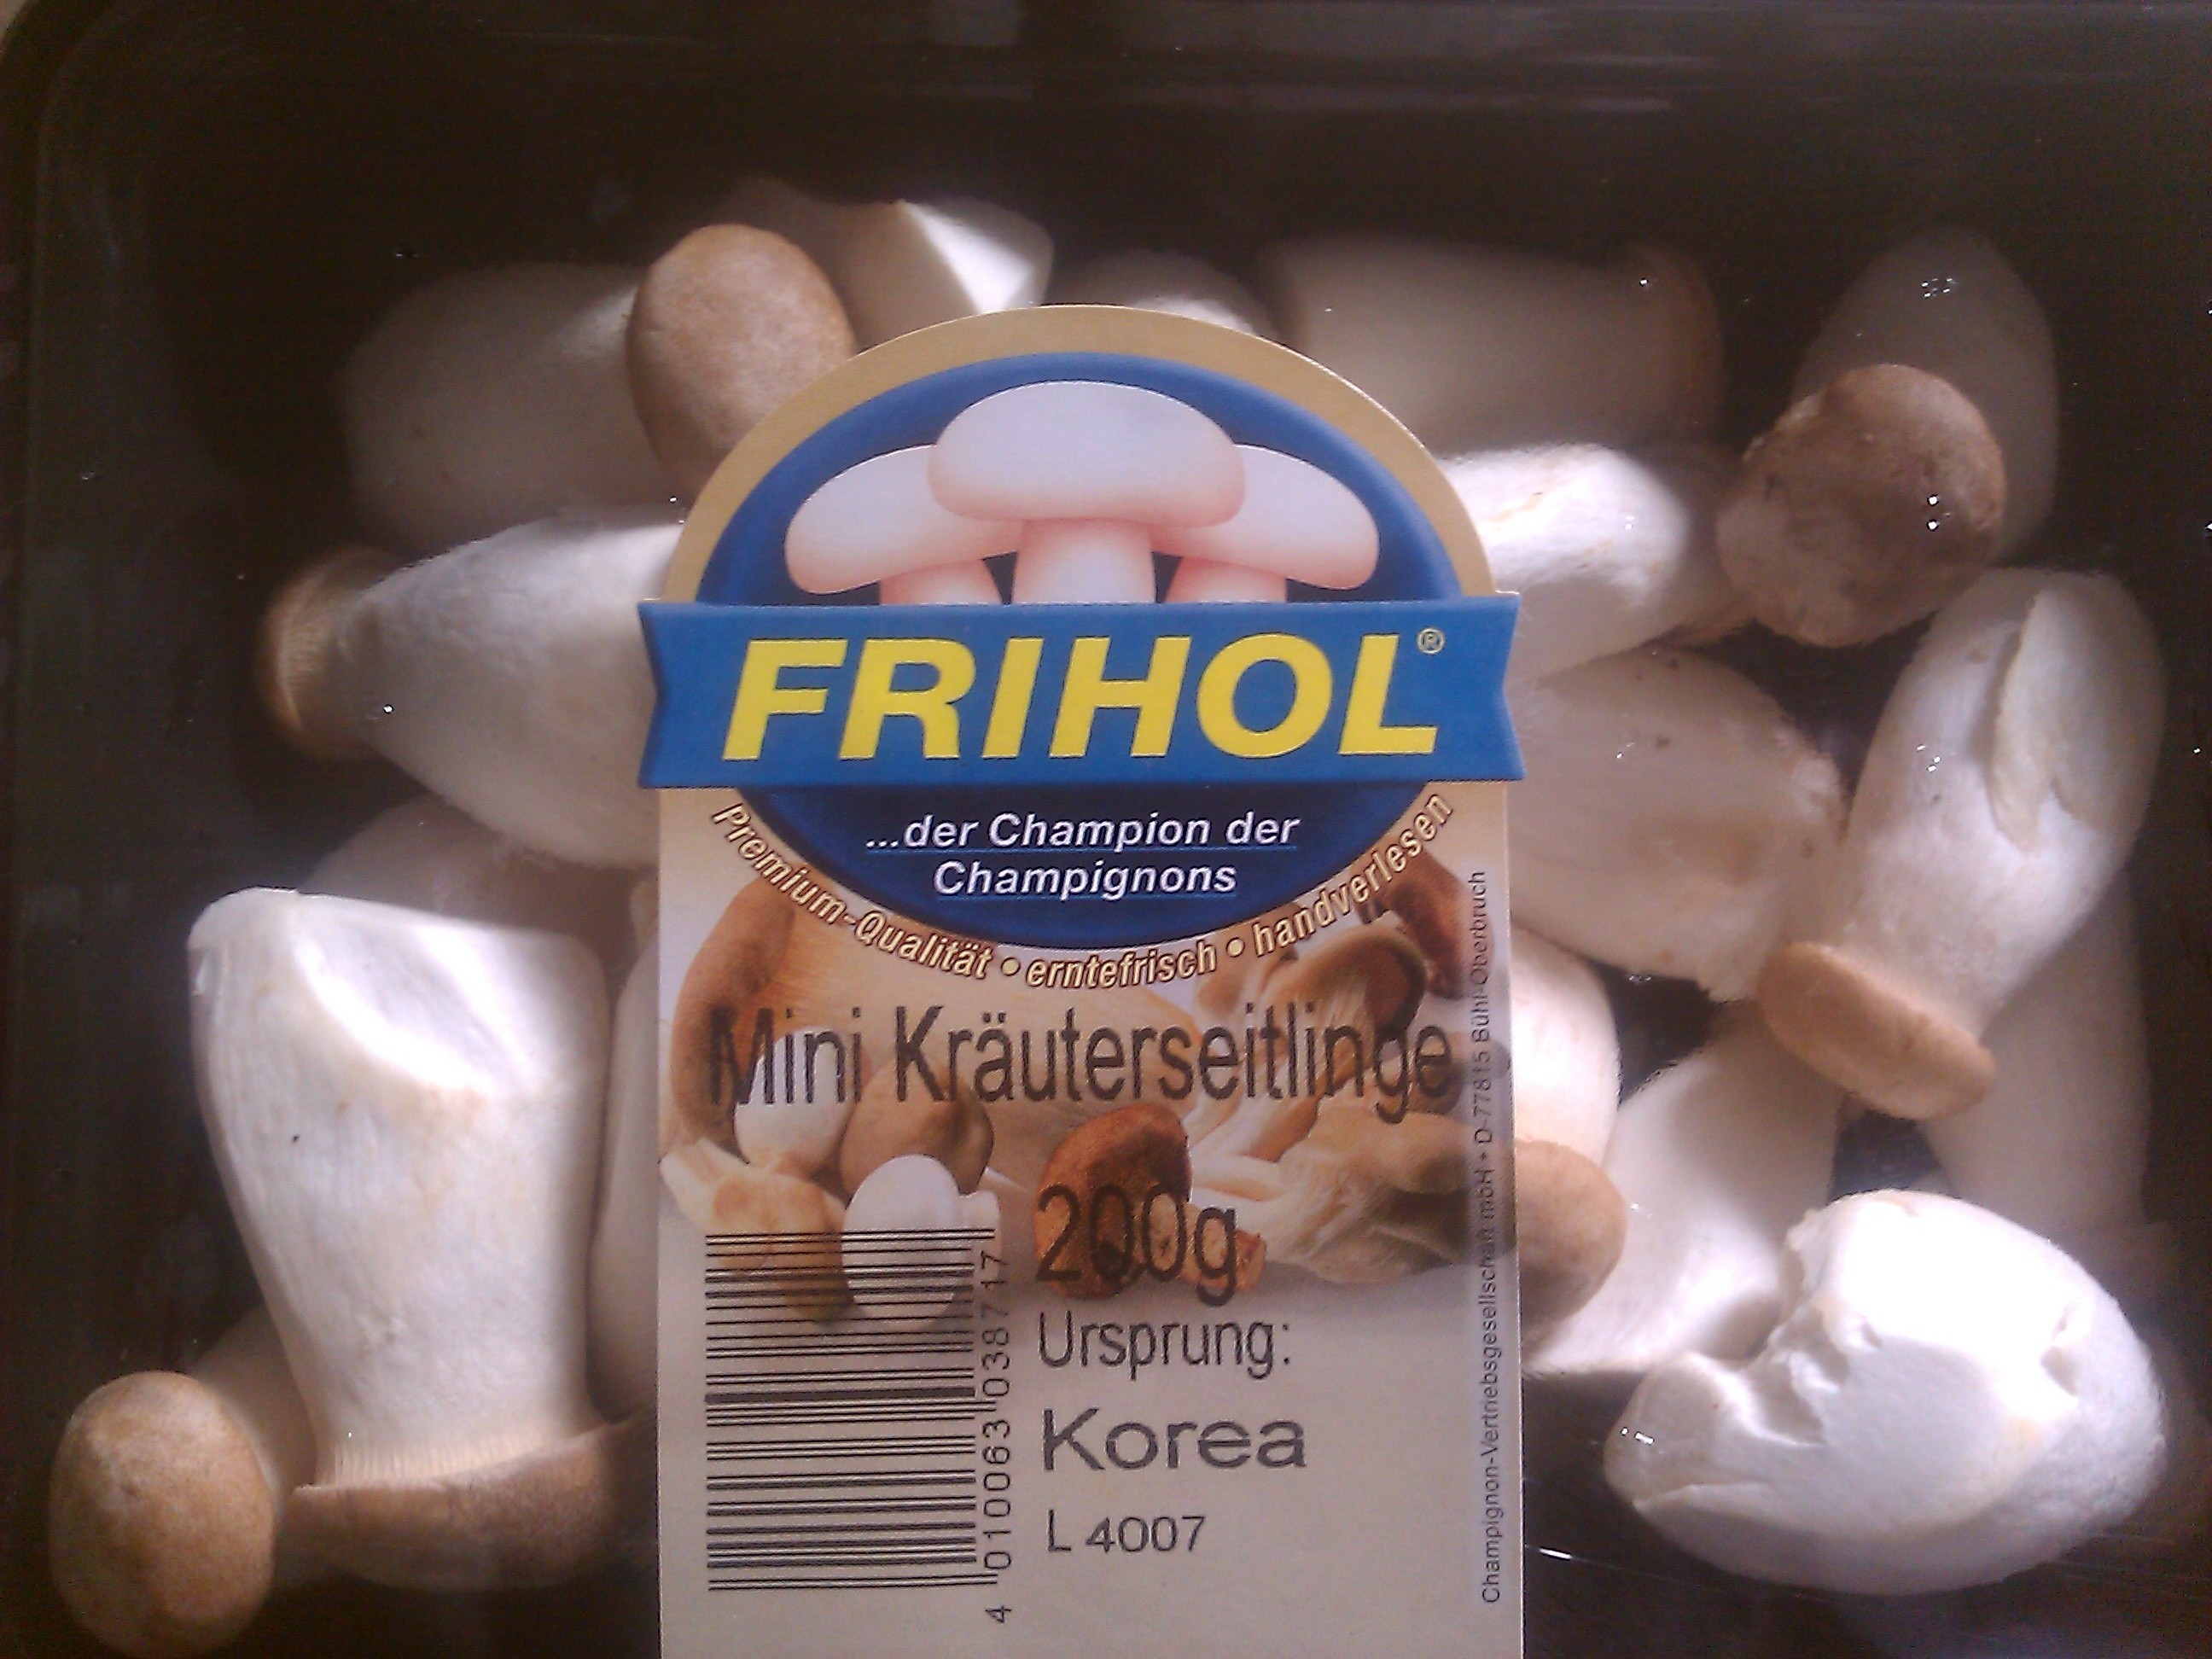 FRIHOL®
...der Champion der
Champignons
Premium-Qualität • erntefrisch • handverlesen
Mini Kräuterseitlinge
200g
Ursprung:
Korea
L 4007
4 010063 038717
Champignon-Vertriebsgesellschaft mbH • D-77815 Bühl-Oberbruch